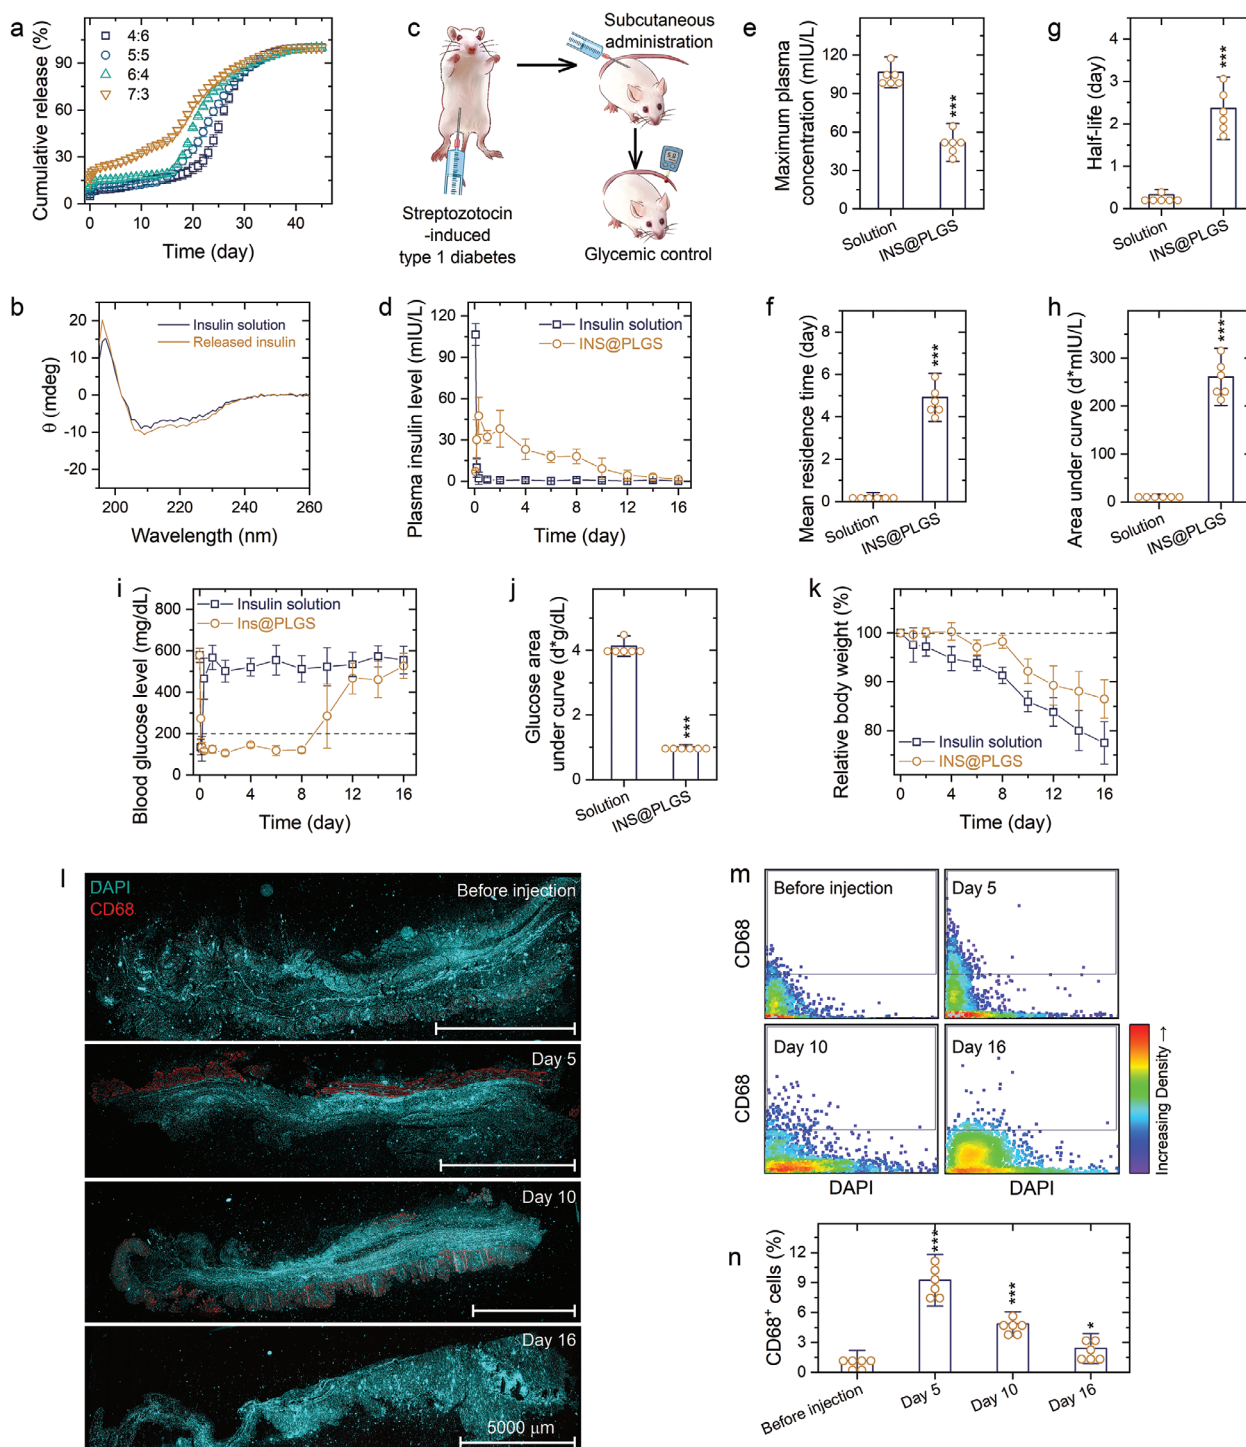 a
Cumulative release (%)
90
60
30
0
4:6
5:5
6:4
7:3
0 10 20 30 40
Time (day)
c
Streptozotocin
-induced
type 1 diabetes
Subcutaneous
administration
Glycemic control
e
Maximum plasma
concentration (mIU/L)
150
120
90
60
30
0
***
Solution
INS@PLGS
g
Half-life (day)
4
3
2
1
0
***
Solution
INS@PLGS
b
θ (mdeg)
20
10
0
-10
-20
Insulin solution
Released insulin
200 220 240 260
Wavelength (nm)
d
Plasma insulin level (mIU/L)
120
90
60
30
0
Insulin solution
INS@PLGS
0 4 8 12 16
Time (day)
f
Mean residence time (day)
8
6
4
2
0
***
Solution
INS@PLGS
h
Area under curve (d*mIU/L)
300
200
100
0
***
Solution
INS@PLGS
i
Blood glucose level (mg/dL)
800
600
400
200
0
Insulin solution
Ins@PLGS
0 4 8 12 16
Time (day)
j
Glucose area
under curve (d*g/dL)
4
2
0
***
Solution
INS@PLGS
k
Relative body weight (%)
100
90
80
Insulin solution
INS@PLGS
0 4 8 12 16
Time (day)
l
DAPI
CD68
Before injection
Day 5
Day 10
Day 16
5000 μm
m
CD68
Before injection
Day 5
CD68
Day 10
Day 16
DAPI
DAPI
Increasing Density →
n
CD68⁺ cells (%)
12
9
6
3
0
***
***
*
Before injection
Day 5
Day 10
Day 16